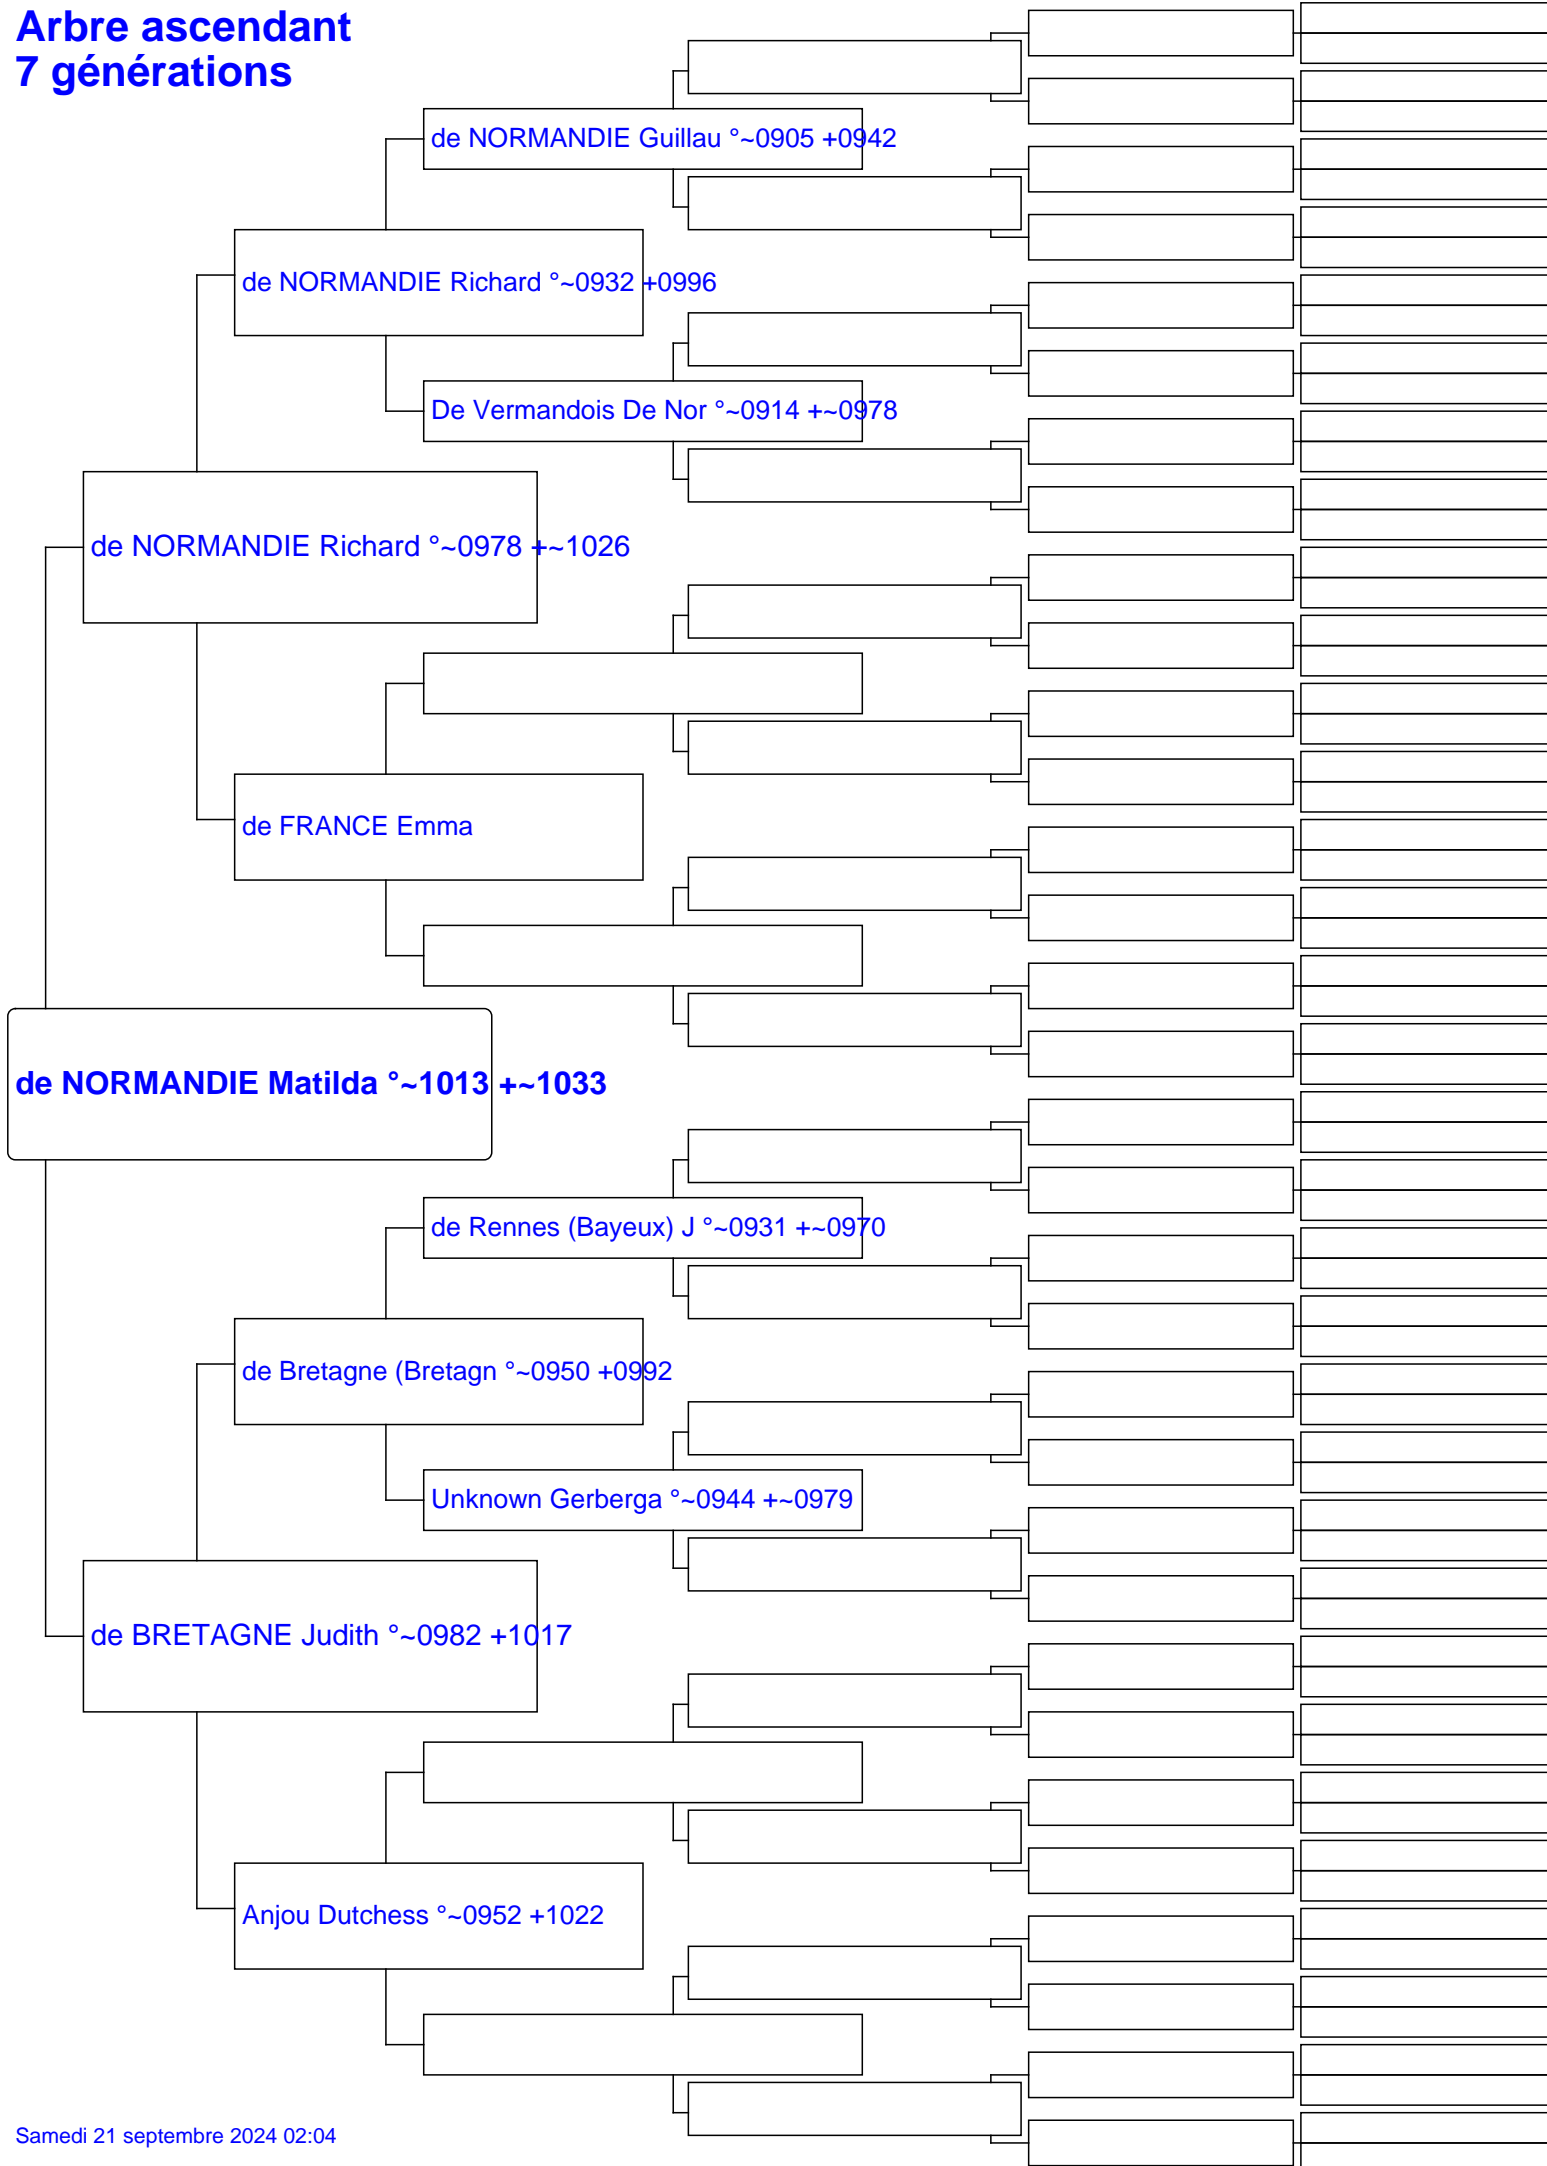 Arbre ascendant
7 générations
de NORMANDIE Guillau °~0905 +0942
de NORMANDIE Richard °~0932 +0996
De Vermandois De Nor °~0914 +~0978
de NORMANDIE Richard °~0978 +~1026
de FRANCE Emma
de NORMANDIE Matilda °~1013 +~1033
de Rennes (Bayeux) J °~0931 +~0970
de Bretagne (Bretagn °~0950 +0992
Unknown Gerberga °~0944 +~0979
de BRETAGNE Judith °~0982 +1017
Anjou Dutchess °~0952 +1022
Samedi 21 septembre 2024 02:04